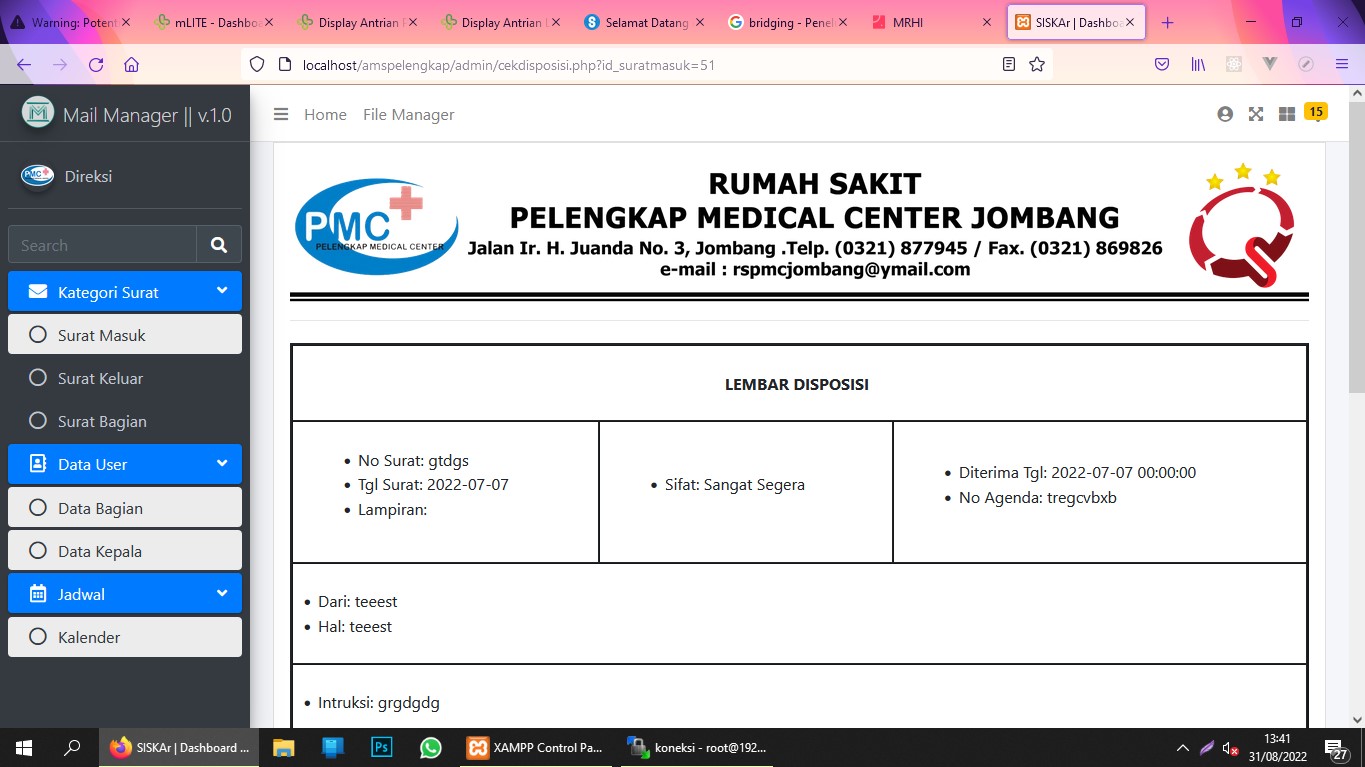 Warning: Potent
mLITE - Dashboa
Display Antrian P
Display Antrian
Selamat Datang
bridging - Penel
MRHI
SISKAr | Dashboa
localhost/amspelengkap/admin/cekdisposisi.php?id_suratmasuk=51
Mail Manager || v.1.0
Home
File Manager
15
PMC
Direksi
Search
Kategori Surat
Surat Masuk
Surat Keluar
Surat Bagian
Data User
Data Bagian
Data Kepala
Jadwal
Kalender
PMC
PELENGKAP MEDICAL CENTER
RUMAH SAKIT
PELENGKAP MEDICAL CENTER JOMBANG
Jalan Ir. H. Juanda No. 3, Jombang .Telp. (0321) 877945 / Fax. (0321) 869826
e-mail : rspmcjombang@ymail.com
LEMBAR DISPOSISI
No Surat: gtdgs
Tgl Surat: 2022-07-07
Lampiran:
Sifat: Sangat Segera
Diterima Tgl: 2022-07-07 00:00:00
No Agenda: tregcvbxb
Dari: teeest
Hal: teeest
Intruksi: grgdgdg
SISKAr | Dashboard ...
Ps
XAMPP Control Pa...
koneksi - root@192...
13:41
31/08/2022
27